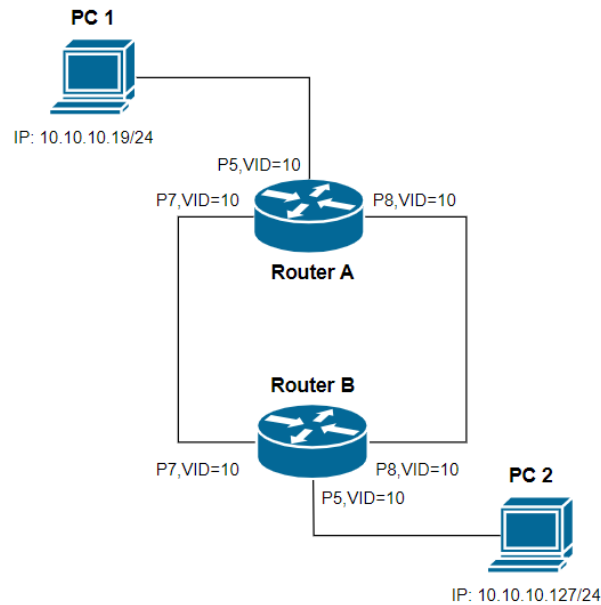 PC 1
IP: 10.10.10.19/24
P5,VID=10
P7,VID=10
P8,VID=10
Router A
Router B
P7,VID=10
P8,VID=10
P5,VID=10
PC 2
IP: 10.10.10.127/24